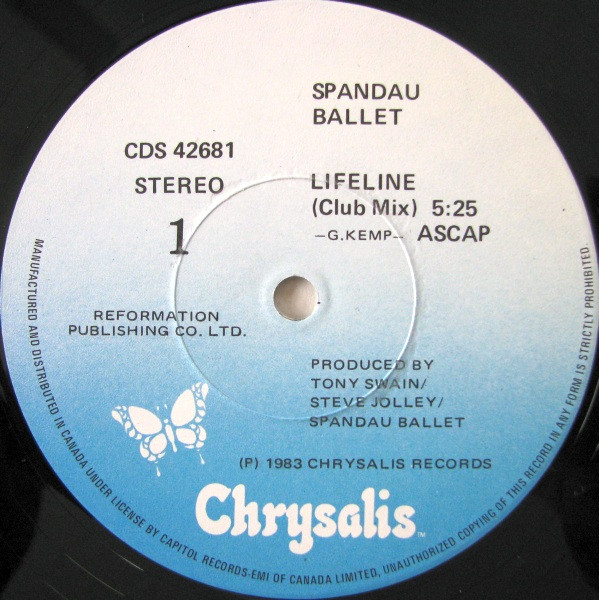 SPANDAU
BALLET
CDS 42681
STEREO
1
LIFELINE
(Club Mix) 5:25
—G.KEMP— ASCAP
REFORMATION
PUBLISHING CO. LTD.
PRODUCED BY
TONY SWAIN/
STEVE JOLLEY/
SPANDAU BALLET
(P) 1983 CHRYSALIS RECORDS
Chrysalis™
MANUFACTURED AND DISTRIBUTED IN CANADA UNDER LICENSE BY CAPITOL RECORDS-EMI OF CANADA LIMITED, UNAUTHORIZED COPYING OF THIS RECORD IN ANY FORM IS STRICTLY PROHIBITED.